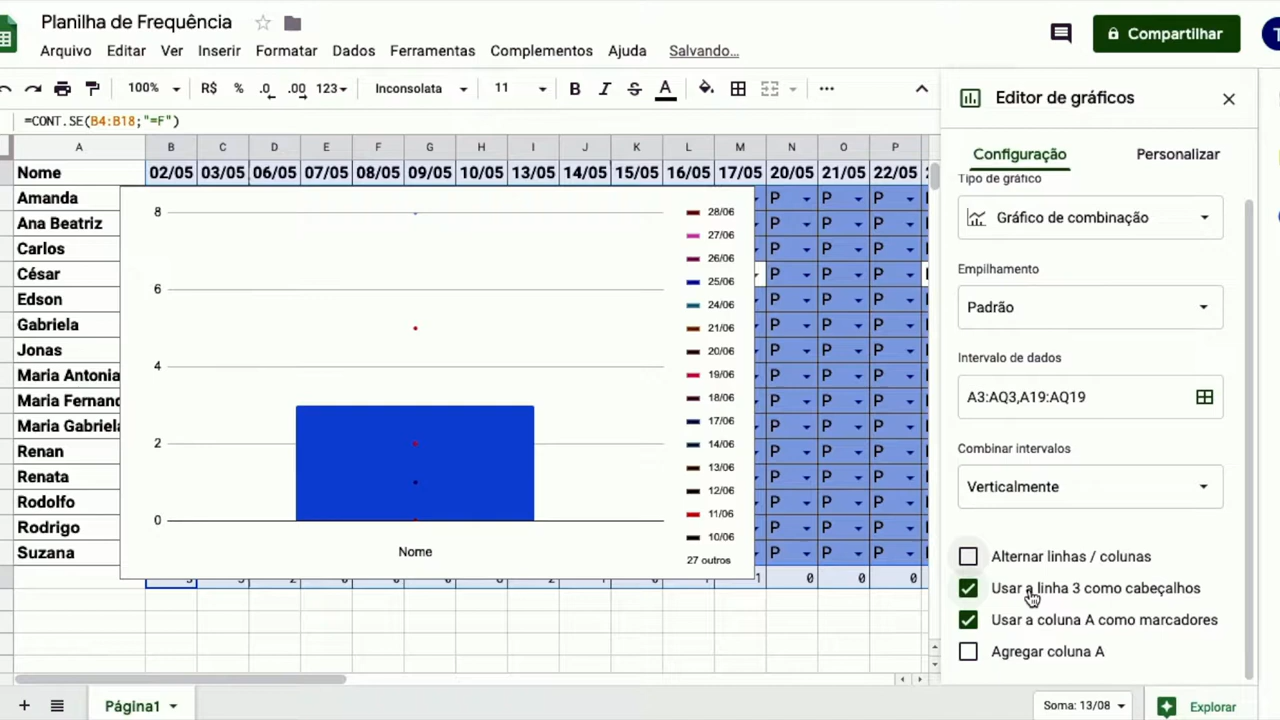 Planilha de Frequência
Arquivo Editar Ver Inserir Formatar Dados Ferramentas Complementos Ajuda Salvando...
Compartilhar
100% R$ % .0 .00 123 Inconsolata 11 B I S A
=CONT.SE(B4:B18;"=F")
A B C D E F G H I J K L M N O P
Nome 02/05 03/05 06/05 07/05 08/05 09/05 10/05 13/05 14/05 15/05 16/05 17/05 20/05 21/05 22/05
Amanda P P P
Ana Beatriz P P P
Carlos P P P
César P P P
Edson P P P
Gabriela P P P
Jonas P P P
Maria Antonia P P P
Maria Fernand P P P
Maria Gabriela P P P
Renan P P P
Renata P P P
Rodolfo P P P
Rodrigo P P P
Suzana P P P
1 0 0 0
8
6
4
2
0
Nome
28/06
27/06
26/06
25/06
24/06
21/06
20/06
19/06
18/06
17/06
14/06
13/06
12/06
11/06
10/06
27 outros
Editor de gráficos
Configuração Personalizar
Tipo de gráfico
Gráfico de combinação
Empilhamento
Padrão
Intervalo de dados
A3:AQ3,A19:AQ19
Combinar intervalos
Verticalmente
Alternar linhas / colunas
Usar a linha 3 como cabeçalhos
Usar a coluna A como marcadores
Agregar coluna A
Página1
Soma: 13/08
Explorar